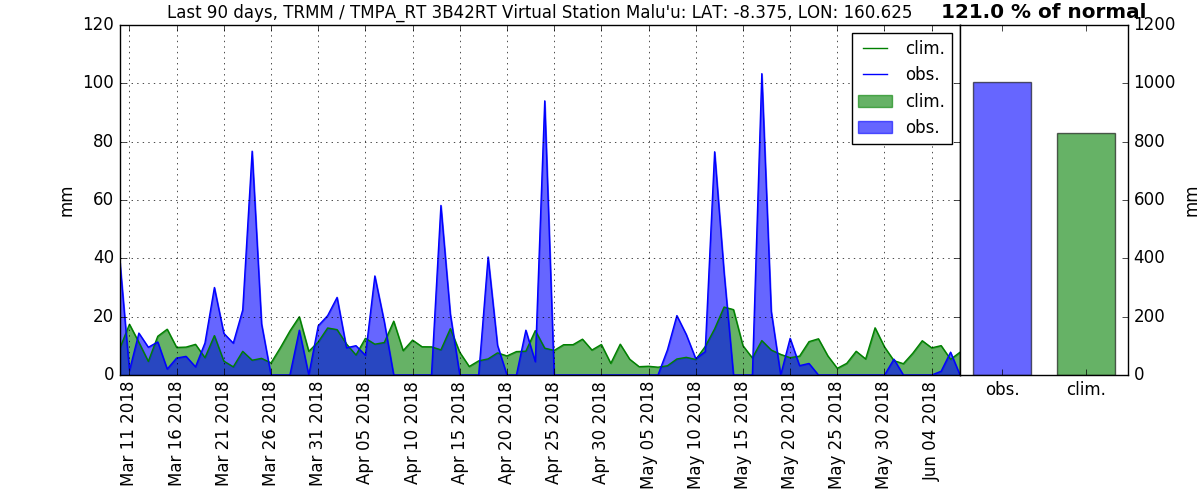 Last 90 days, TRMM / TMPA_RT 3B42RT Virtual Station Malu'u: LAT: -8.375, LON: 160.625
121.0 % of normal
120
100
80
60
40
20
0
mm
clim.
obs.
clim.
obs.
1200
1000
800
600
400
200
0
mm
obs.
clim.
Mar 11 2018
Mar 16 2018
Mar 21 2018
Mar 26 2018
Mar 31 2018
Apr 05 2018
Apr 10 2018
Apr 15 2018
Apr 20 2018
Apr 25 2018
Apr 30 2018
May 05 2018
May 10 2018
May 15 2018
May 20 2018
May 25 2018
May 30 2018
Jun 04 2018